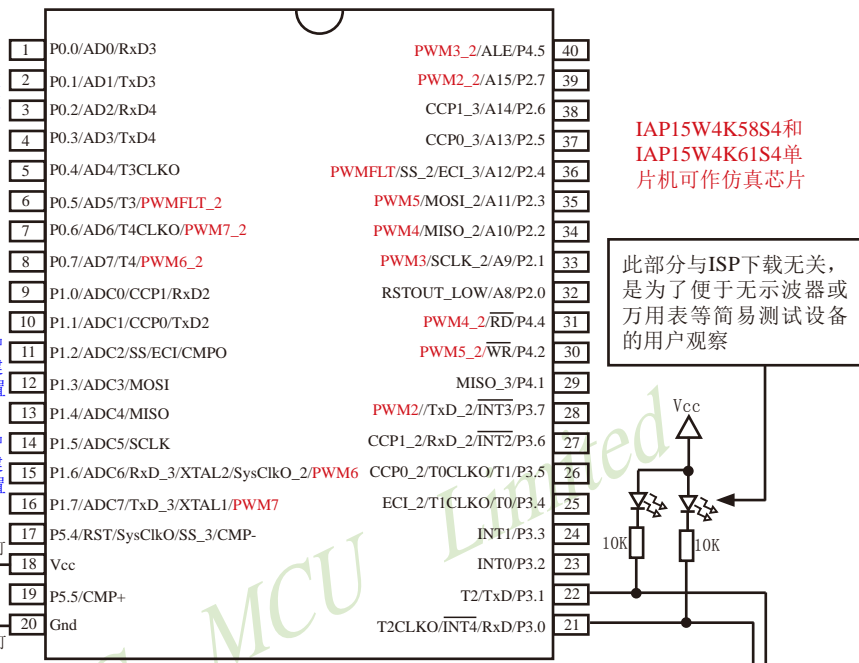 1 P0.0/AD0/RxD3
2 P0.1/AD1/TxD3
3 P0.2/AD2/RxD4
4 P0.3/AD3/TxD4
5 P0.4/AD4/T3CLKO
6 P0.5/AD5/T3/PWMFLT_2
7 P0.6/AD6/T4CLKO/PWM7_2
8 P0.7/AD7/T4/PWM6_2
9 P1.0/ADC0/CCP1/RxD2
10 P1.1/ADC1/CCP0/TxD2
11 P1.2/ADC2/SS/ECI/CMPO
12 P1.3/ADC3/MOSI
13 P1.4/ADC4/MISO
14 P1.5/ADC5/SCLK
15 P1.6/ADC6/RxD_3/XTAL2/SysClkO_2/PWM6
16 P1.7/ADC7/TxD_3/XTAL1/PWM7
17 P5.4/RST/SysClkO/SS_3/CMP-
18 Vcc
19 P5.5/CMP+
20 Gnd
PWM3_2/ALE/P4.5 40
PWM2_2/A15/P2.7 39
CCP1_3/A14/P2.6 38
CCP0_3/A13/P2.5 37
PWMFLT/SS_2/ECI_3/A12/P2.4 36
PWM5/MOSI_2/A11/P2.3 35
PWM4/MISO_2/A10/P2.2 34
PWM3/SCLK_2/A9/P2.1 33
RSTOUT_LOW/A8/P2.0 32
PWM4_2/RD/P4.4 31
PWM5_2/WR/P4.2 30
MISO_3/P4.1 29
PWM2//TxD_2/INT3/P3.7 28
CCP1_2/RxD_2/INT2/P3.6 27
CCP0_2/T0CLKO/T1/P3.5 26
ECI_2/T1CLKO/T0/P3.4 25
INT1/P3.3 24
INT0/P3.2 23
T2/TxD/P3.1 22
T2CLKO/INT4/RxD/P3.0 21
IAP15W4K58S4和
IAP15W4K61S4单
片机可作仿真芯片
此部分与ISP下载无关,
是为了便于无示波器或
万用表等简易测试设备
的用户观察
Vcc
10K
10K
MCU Limited